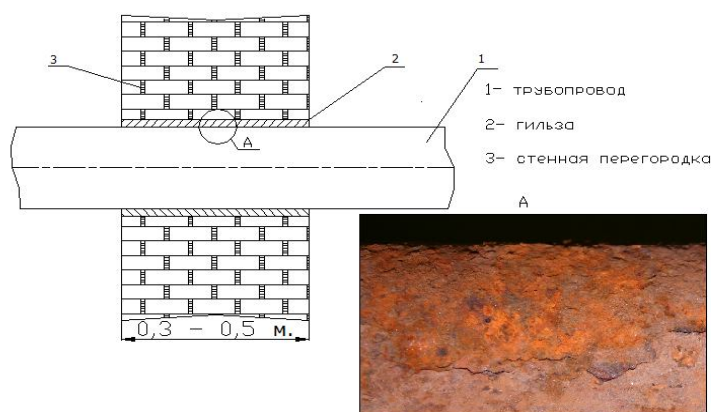 3
2
1
1- трубопровод
2- гильза
3- стенная перегородка
А
А
0,3 - 0,5 м.